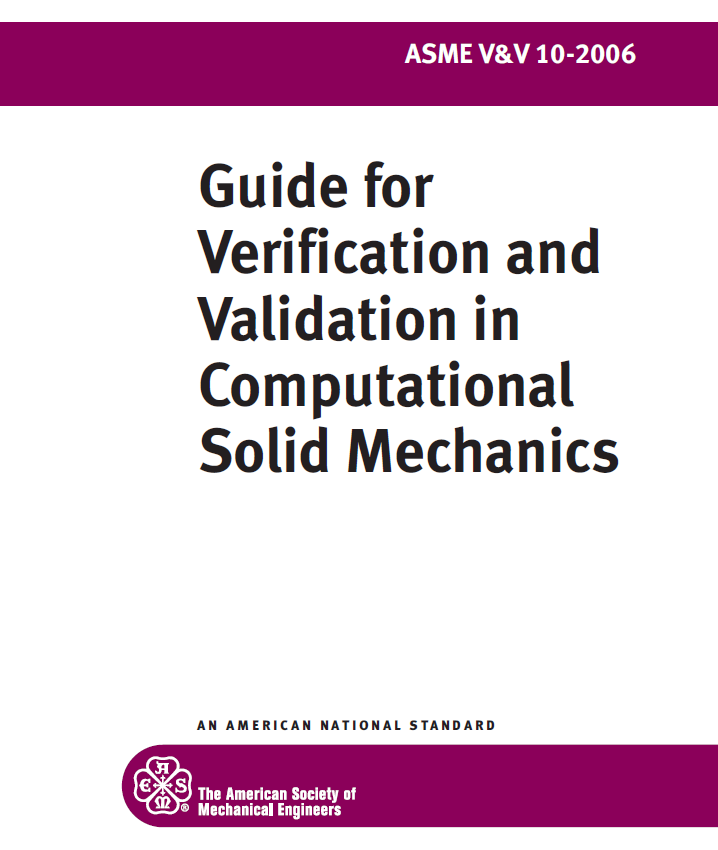 ASME V&V 10-2006
Guide for
Verification and
Validation in
Computational
Solid Mechanics
AN AMERICAN NATIONAL STANDARD
A
E S
M ®
The American Society of
Mechanical Engineers